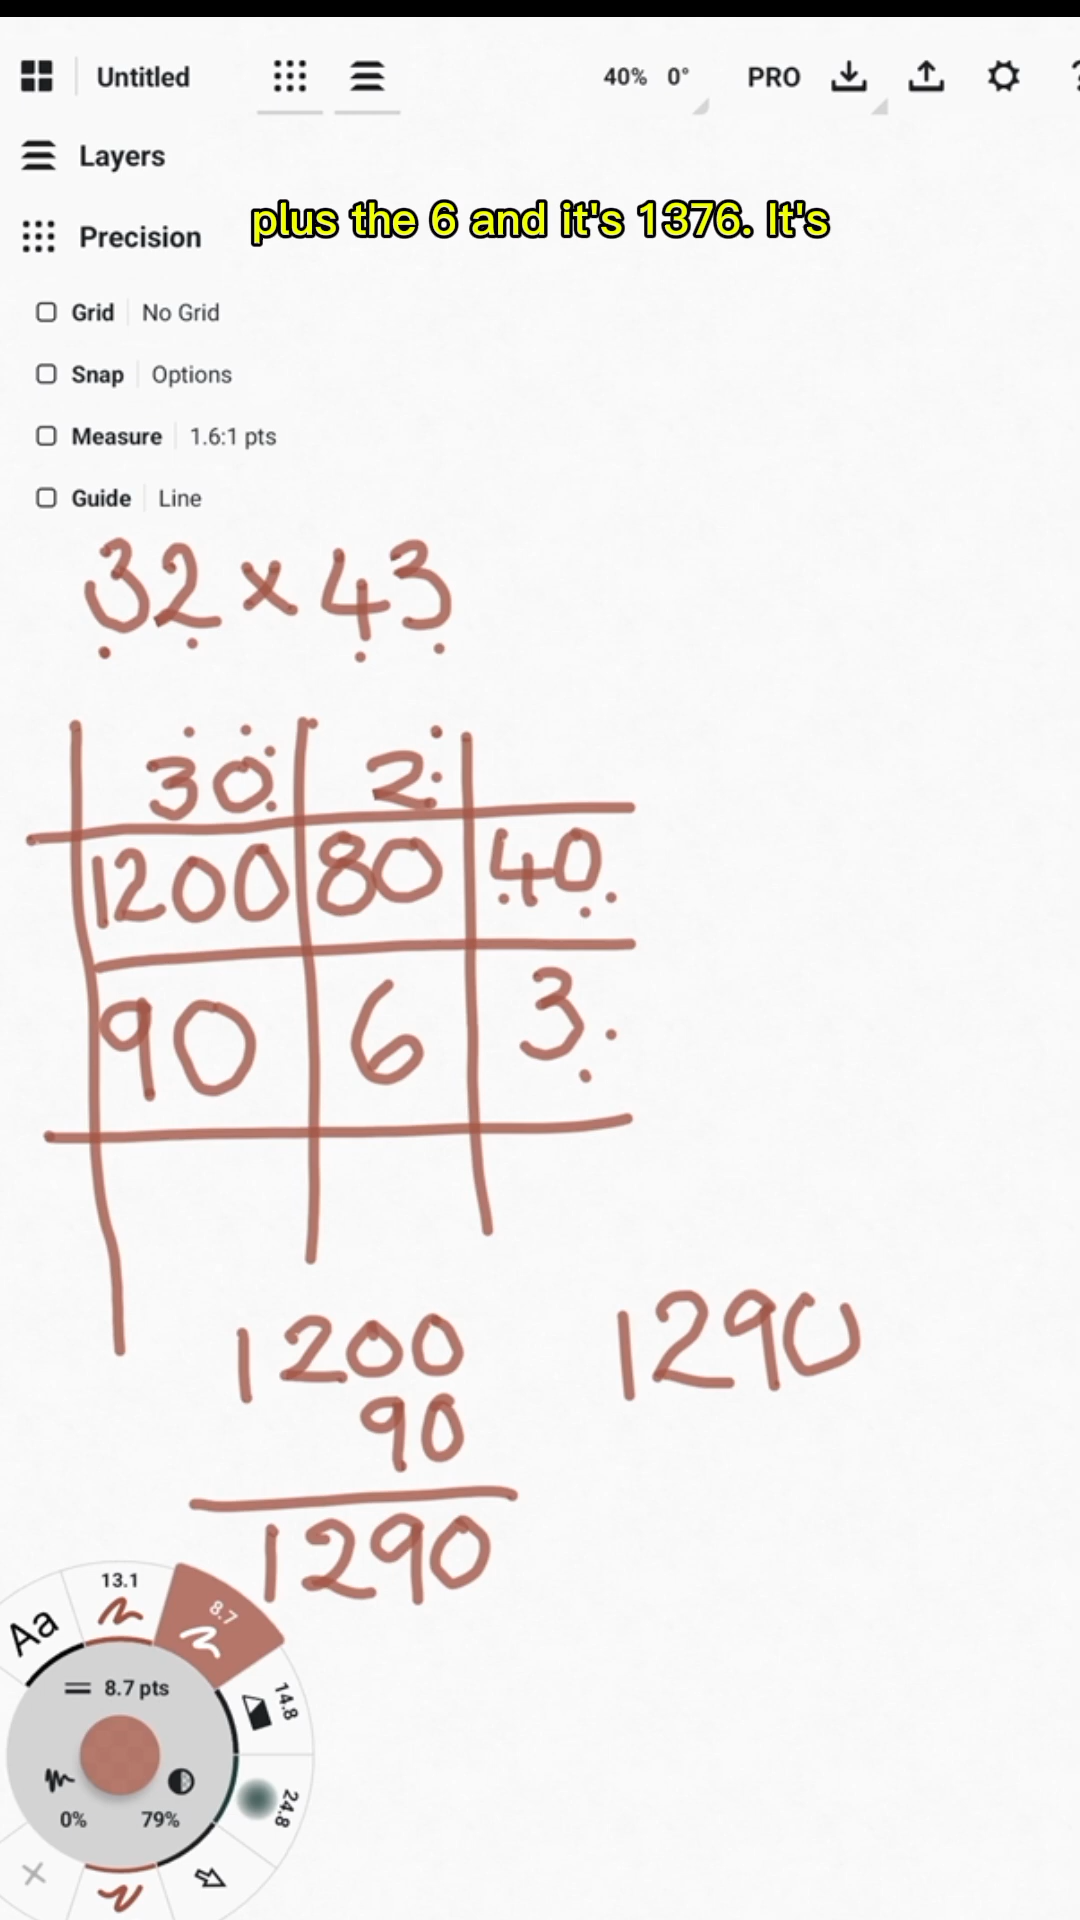 Untitled 40% 0° PRO ?
Layers
plus the 6 and it's 1376. It's
Precision
Grid No Grid
Snap Options
Measure 1.6:1 pts
Guide Line
32 × 43
30 2
1200 80 40
90 6 3
1200 1290
90
1290
13.1
8.7
Aa
8.7 pts
14.8
0% 79%
24.8